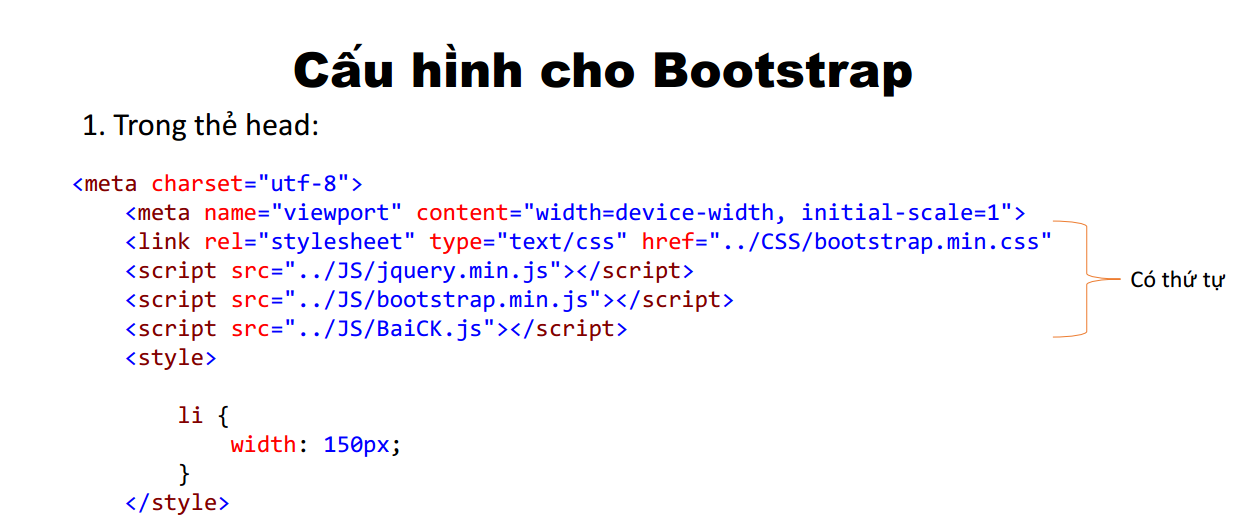 Cấu hình cho Bootstrap
1. Trong thẻ head:
<meta charset="utf-8">
<meta name="viewport" content="width=device-width, initial-scale=1">
<link rel="stylesheet" type="text/css" href="../CSS/bootstrap.min.css"
<script src="../JS/jquery.min.js"></script>
<script src="../JS/bootstrap.min.js"></script>
<script src="../JS/BaiCK.js"></script>
Có thứ tự
<style>
li {
width: 150px;
}
</style>